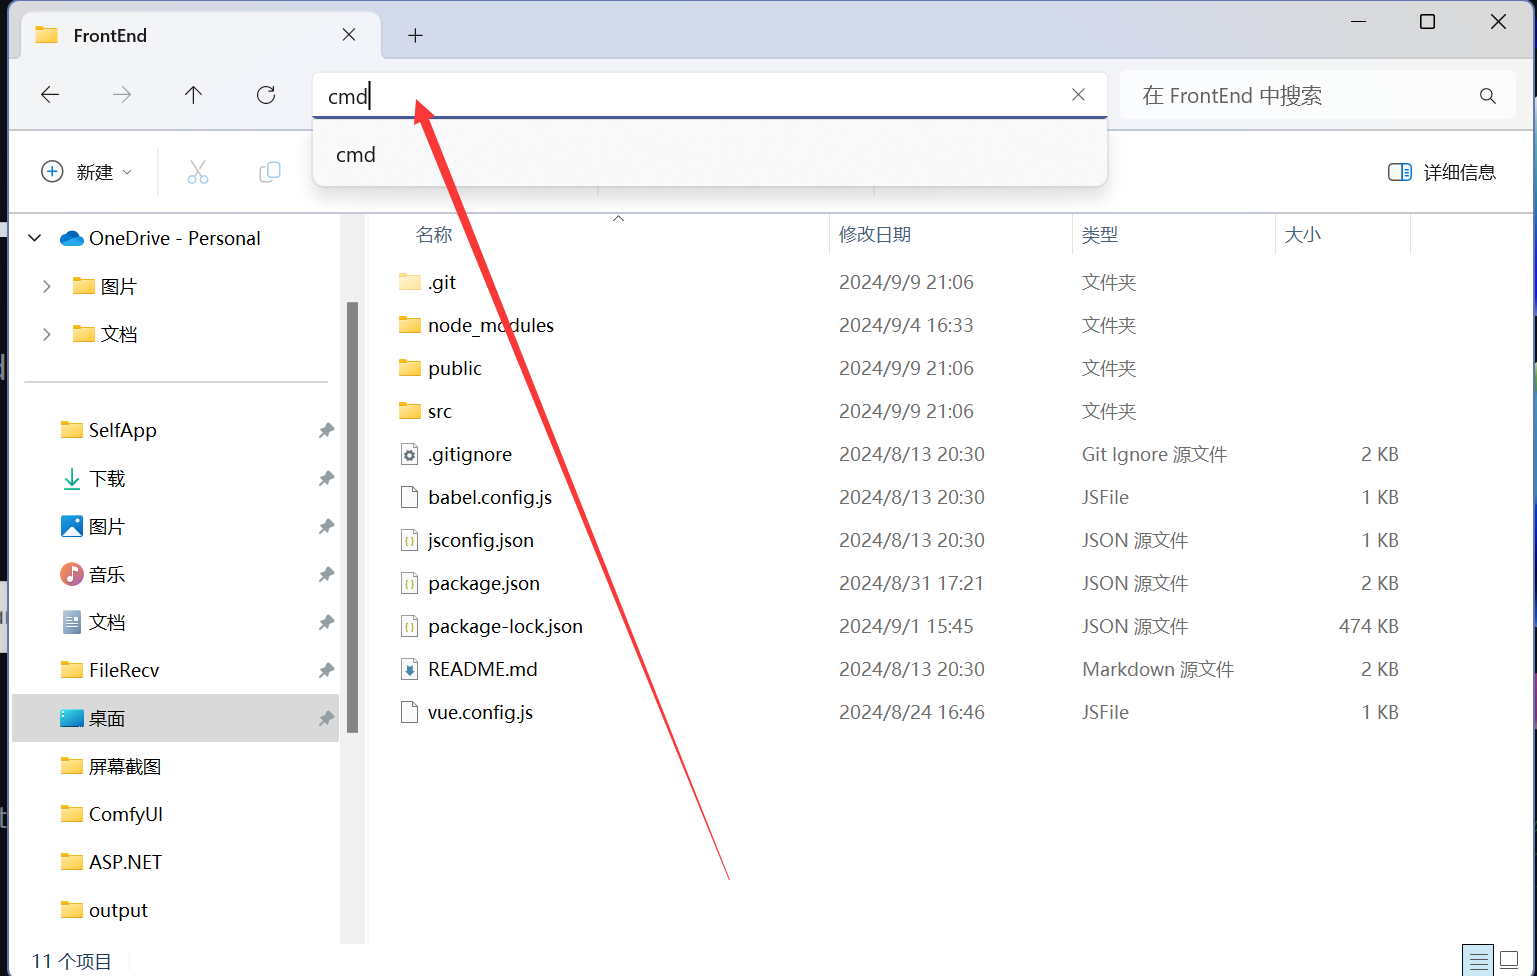 FrontEnd
cmd
在 FrontEnd 中搜索
cmd
新建
详细信息
OneDrive - Personal
图片
文档
SelfApp
下载
图片
音乐
文档
FileRecv
桌面
屏幕截图
ComfyUI
ASP.NET
output
名称 修改日期 类型 大小
.git 2024/9/9 21:06 文件夹
node_modules 2024/9/4 16:33 文件夹
public 2024/9/9 21:06 文件夹
src 2024/9/9 21:06 文件夹
.gitignore 2024/8/13 20:30 Git Ignore 源文件 2 KB
babel.config.js 2024/8/13 20:30 JSFile 1 KB
jsconfig.json 2024/8/13 20:30 JSON 源文件 1 KB
package.json 2024/8/31 17:21 JSON 源文件 2 KB
package-lock.json 2024/9/1 15:45 JSON 源文件 474 KB
README.md 2024/8/13 20:30 Markdown 源文件 2 KB
vue.config.js 2024/8/24 16:46 JSFile 1 KB
11 个项目